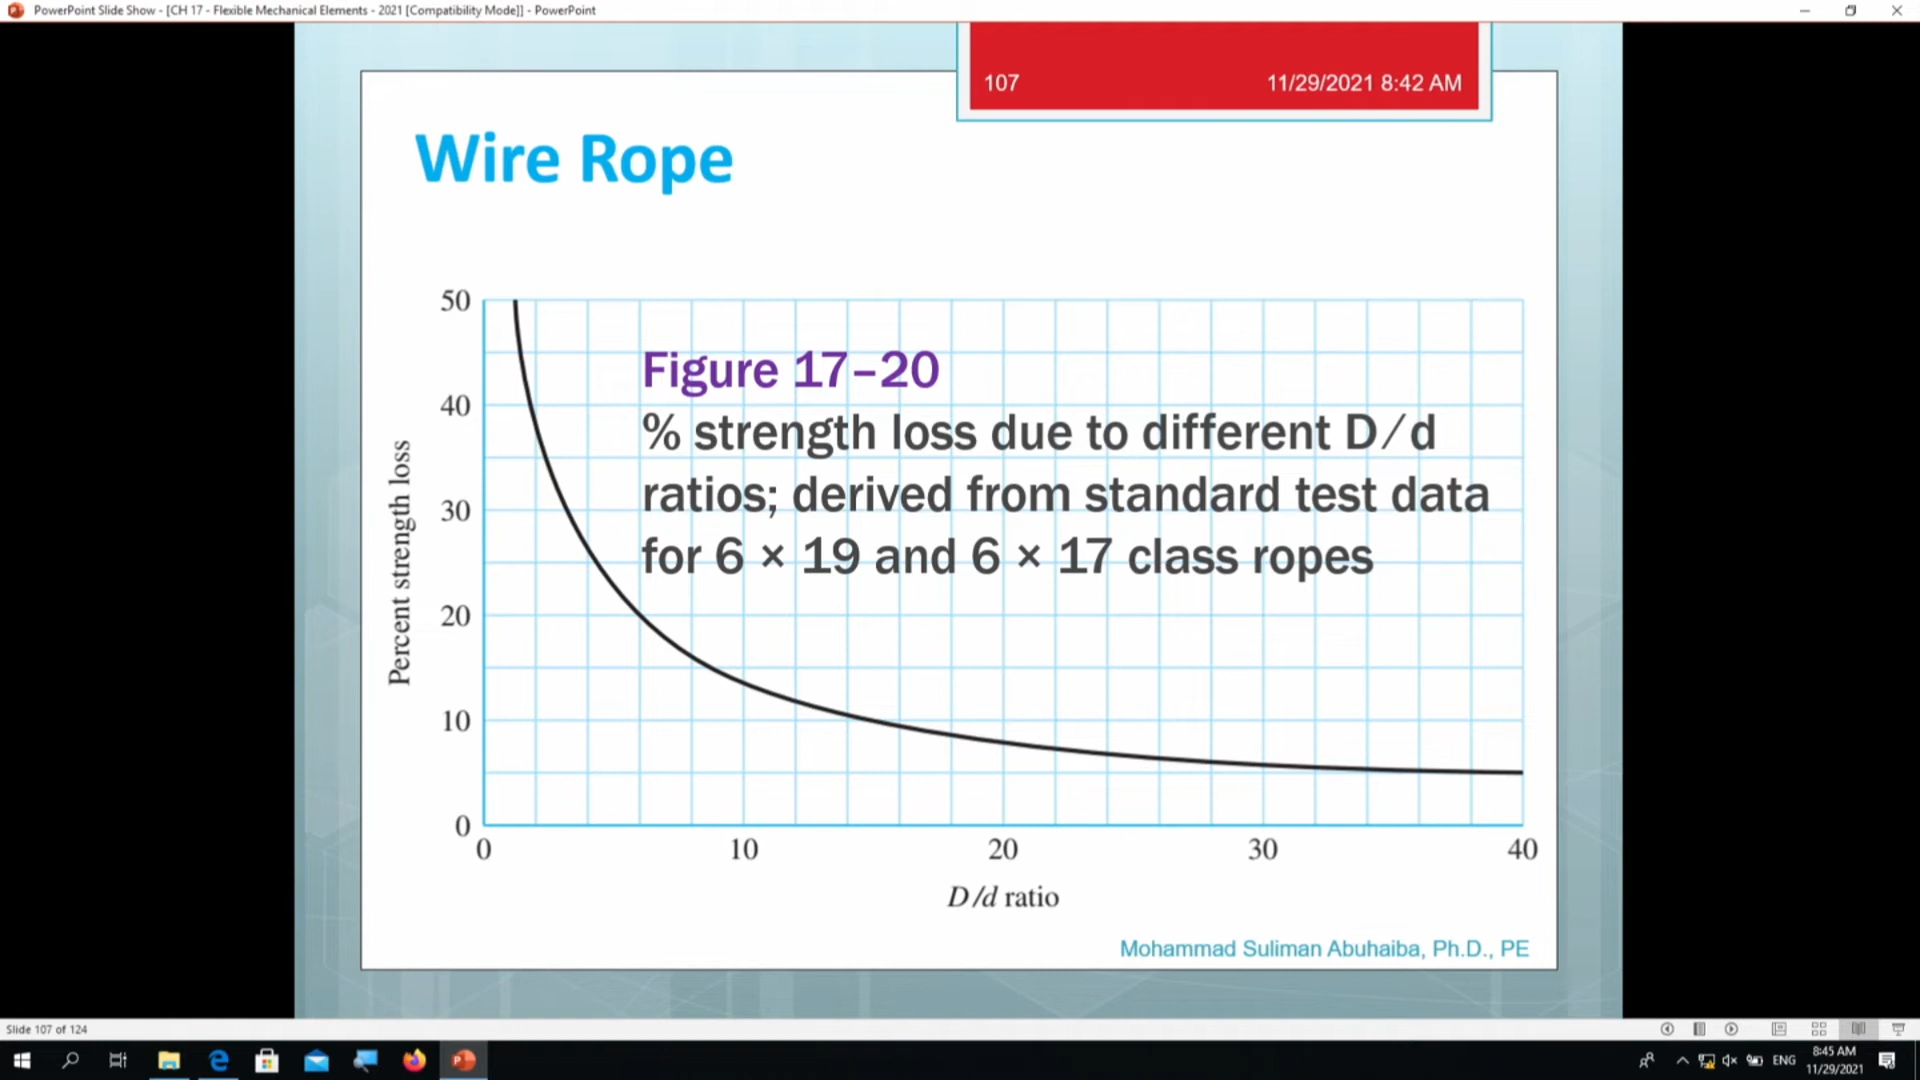 PowerPoint Slide Show - [CH 17 - Flexible Mechanical Elements - 2021 [Compatibility Mode]] - PowerPoint
107
11/29/2021 8:42 AM
Wire Rope
Figure 17–20
% strength loss due to different D/d
ratios; derived from standard test data
for 6 × 19 and 6 × 17 class ropes
Percent strength loss
50
40
30
20
10
0
0 10 20 30 40
D/d ratio
Mohammad Suliman Abuhaiba, Ph.D., PE
Slide 107 of 124
ENG
8:45 AM
11/29/2021